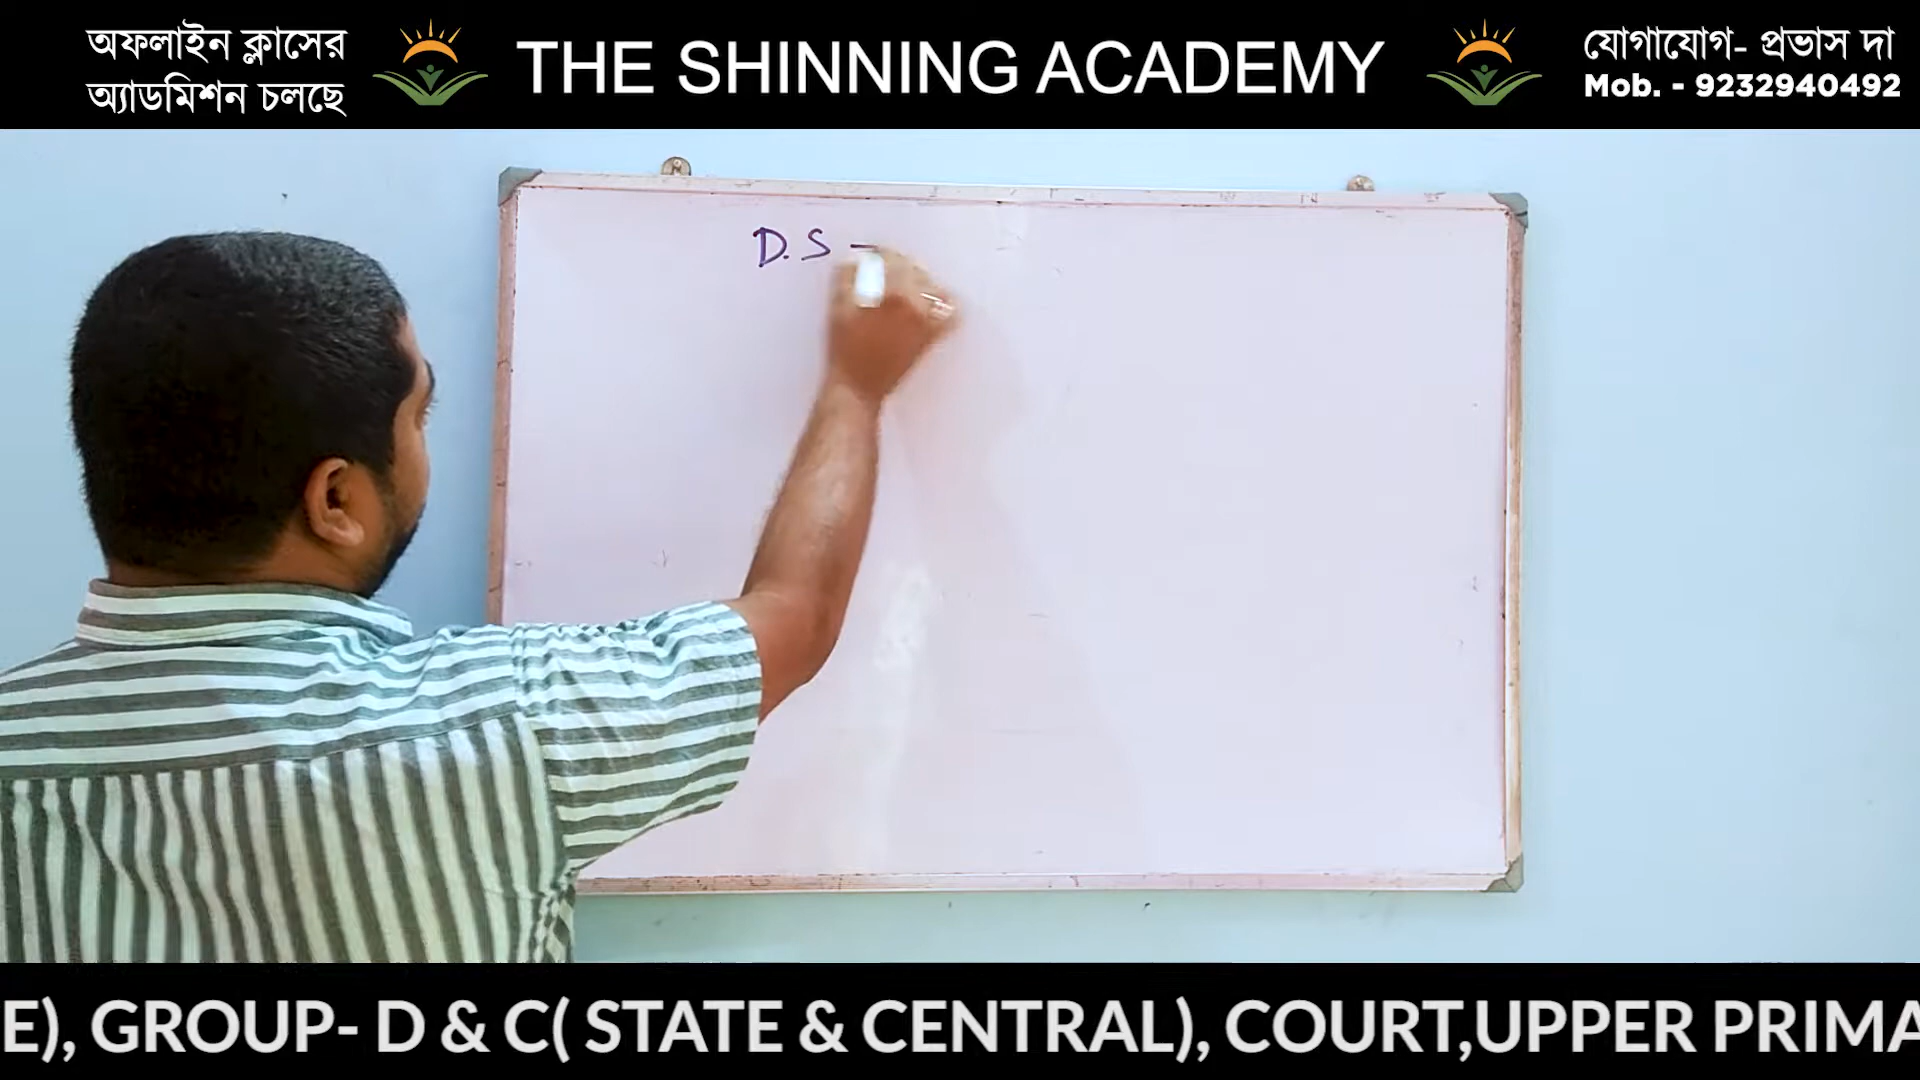 অফলাইন ক্লাসের
অ্যাডমিশন চলছে
THE SHINNING ACADEMY
যোগাযোগ- প্রভাস দা
Mob. - 9232940492
D. S -
E), GROUP- D & C( STATE & CENTRAL), COURT,UPPER PRIMA